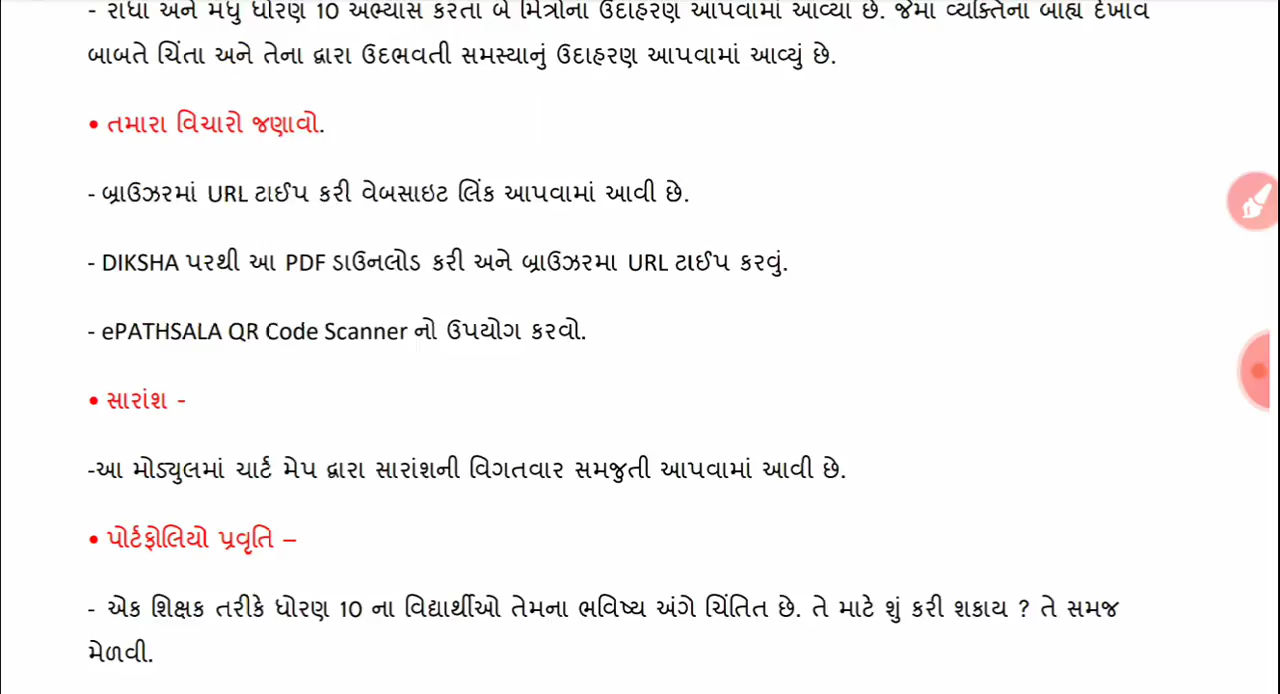 - રાધા અને મધુ ધોરણ 10 અભ્યાસ કરતા બે મિત્રોના ઉદાહરણ આપવામાં આવ્યા છે. જેમાં વ્યક્તિના બાહ્ય દેખાવ
બાબતે ચિંતા અને તેના દ્વારા ઉદભવતી સમસ્યાનું ઉદાહરણ આપવામાં આવ્યું છે.
• તમારા વિચારો જણાવો.
- બ્રાઉઝરમાં URL ટાઈપ કરી વેબસાઇટ લિંક આપવામાં આવી છે.
- DIKSHA પરથી આ PDF ડાઉનલોડ કરી અને બ્રાઉઝરમા URL ટાઈપ કરવું.
- ePATHSALA QR Code Scanner નો ઉપયોગ કરવો.
• સારાંશ -
-આ મોડ્યુલમાં ચાર્ટ મેપ દ્વારા સારાંશની વિગતવાર સમજુતી આપવામાં આવી છે.
• પોર્ટફોલિયો પ્રવૃતિ –
- એક શિક્ષક તરીકે ધોરણ 10 ના વિદ્યાર્થીઓ તેમના ભવિષ્ય અંગે ચિંતિત છે. તે માટે શું કરી શકાય ? તે સમજ
મેળવી.